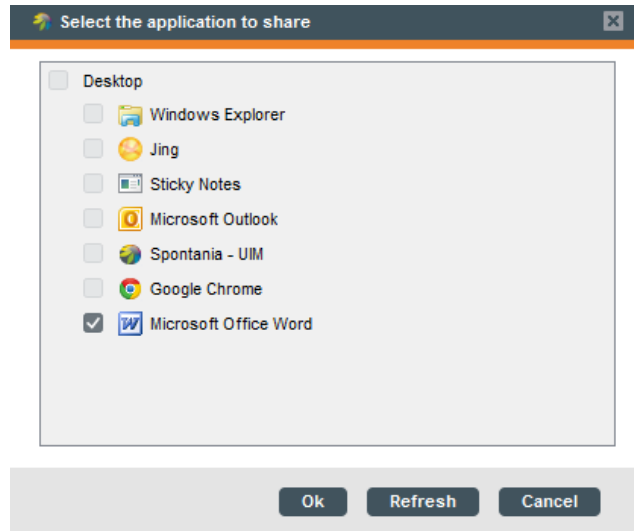 Select the application to share
Desktop
Windows Explorer
Jing
Sticky Notes
Microsoft Outlook
Spontania - UIM
Google Chrome
Microsoft Office Word
Ok Refresh Cancel